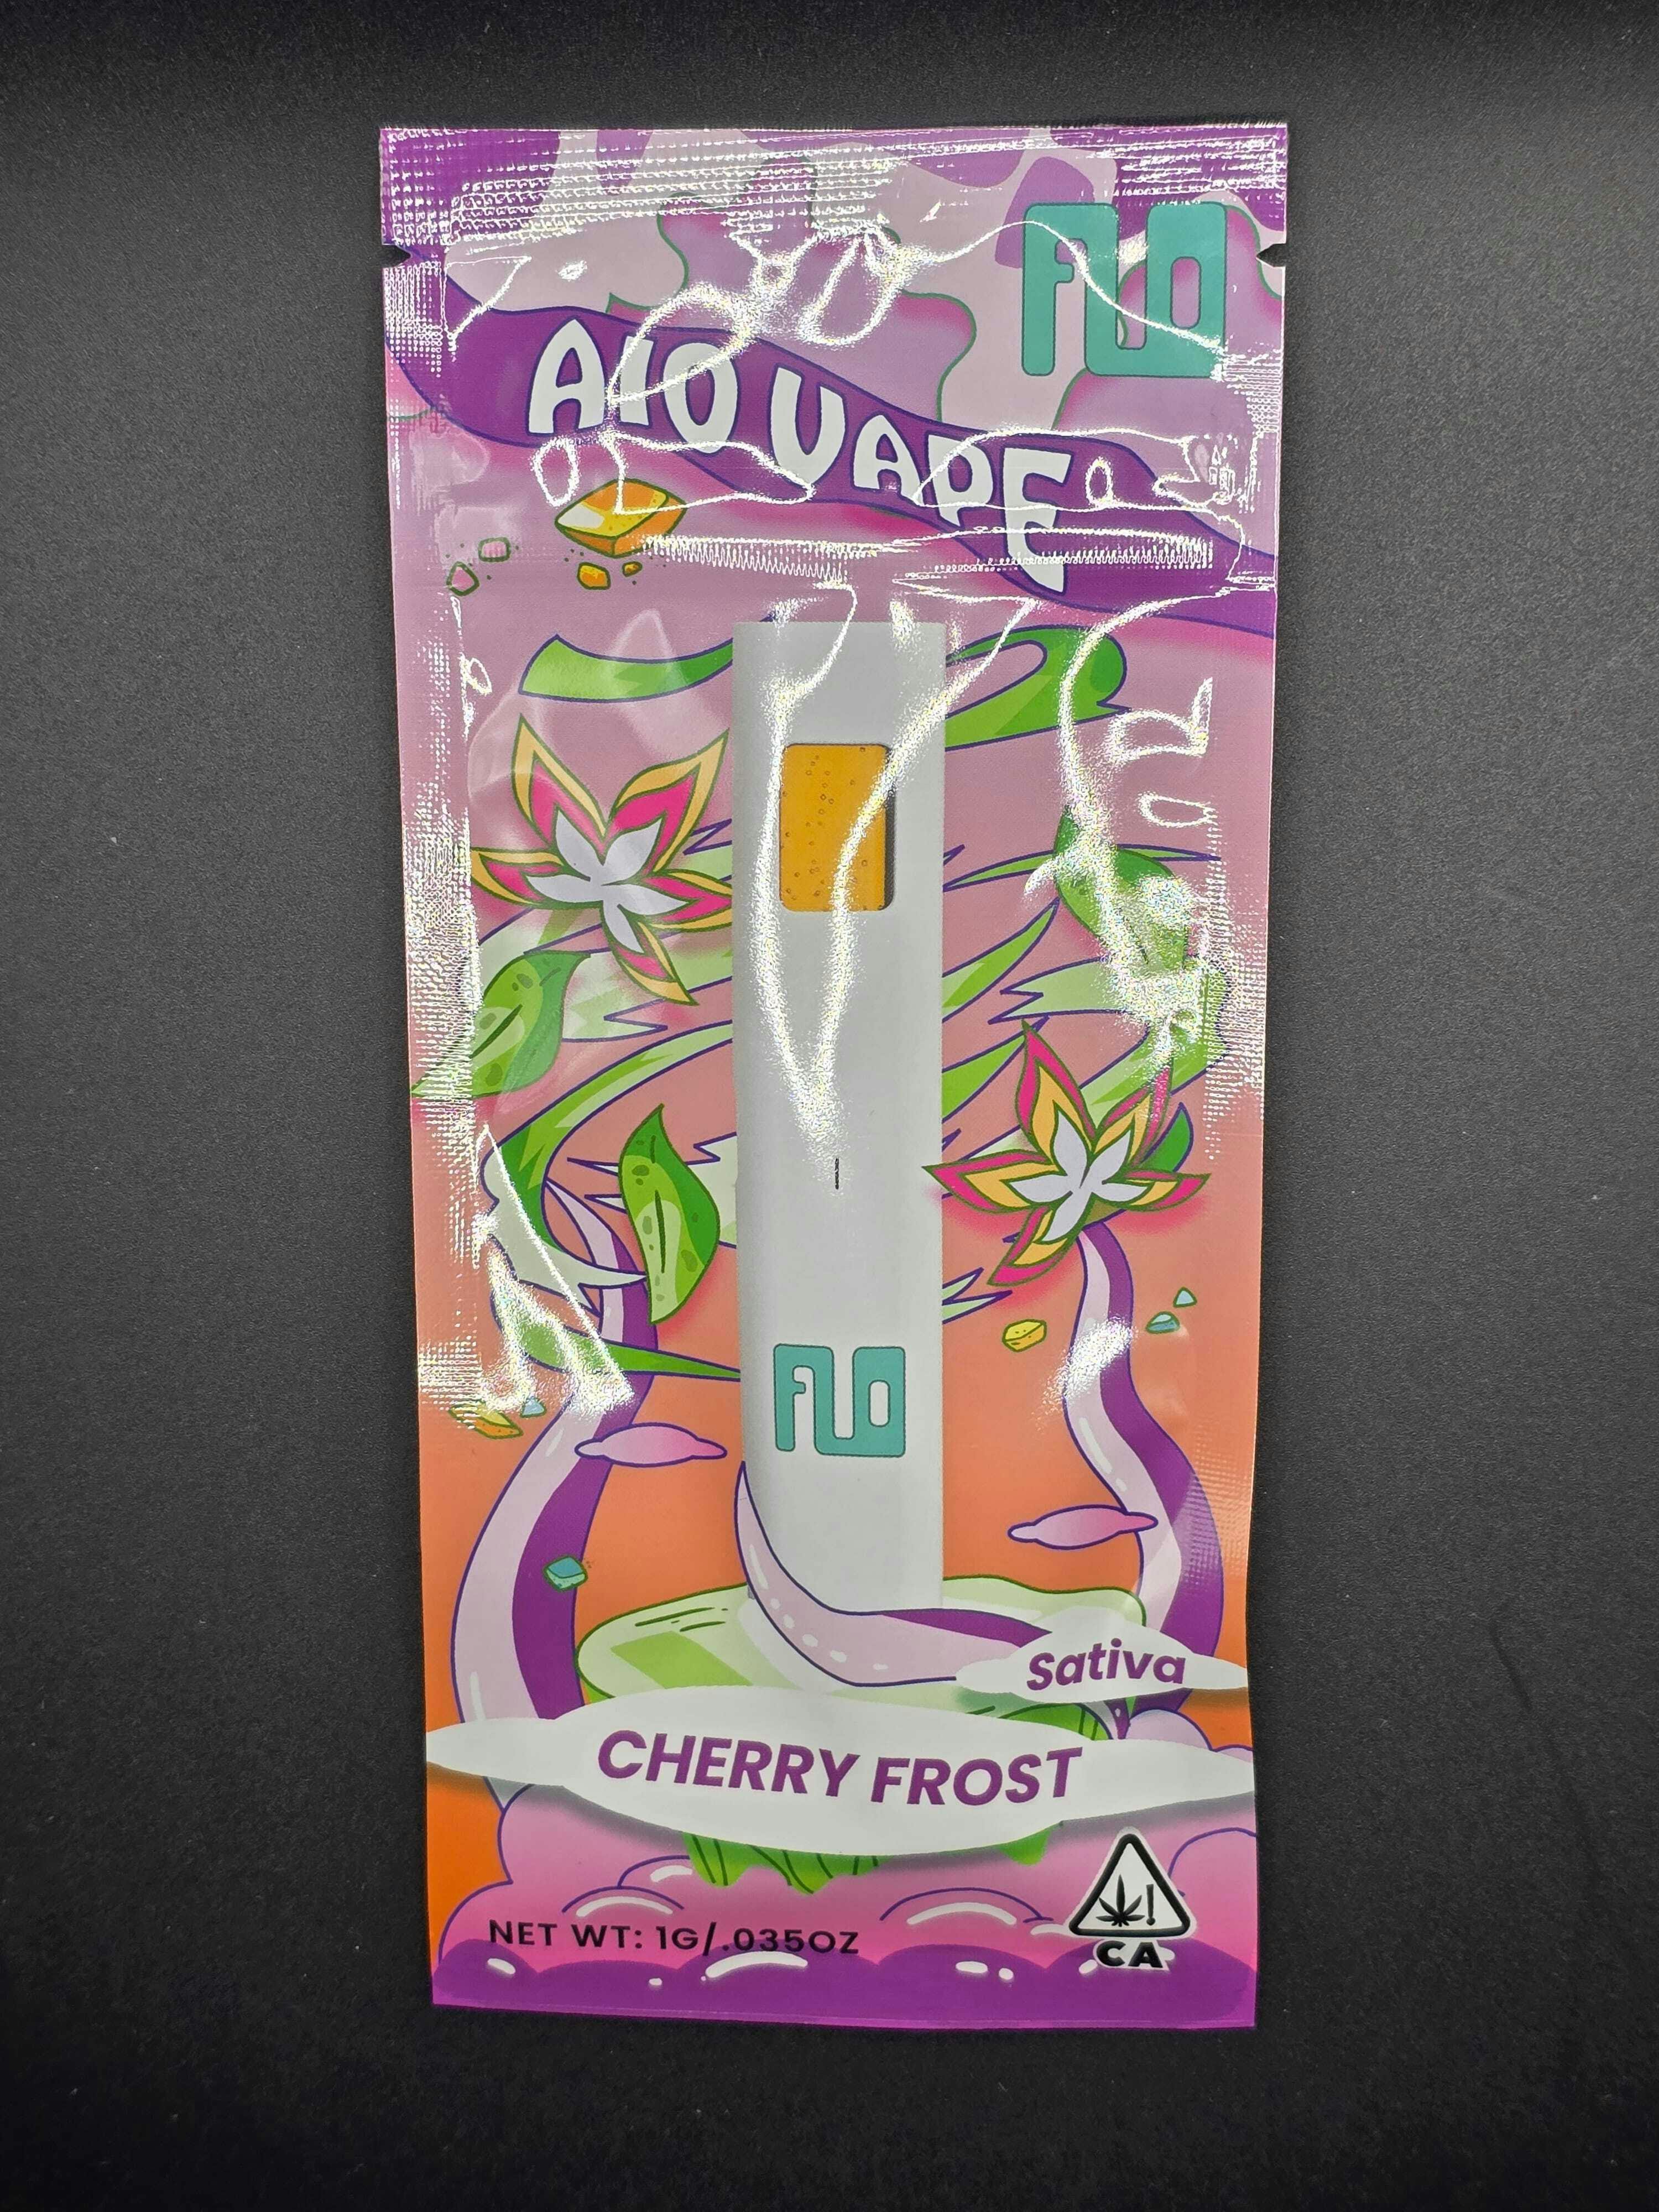 FLO
AIO VAPE
FLO
Sativa
CHERRY FROST
NET WT: 1G/.035OZ
CA